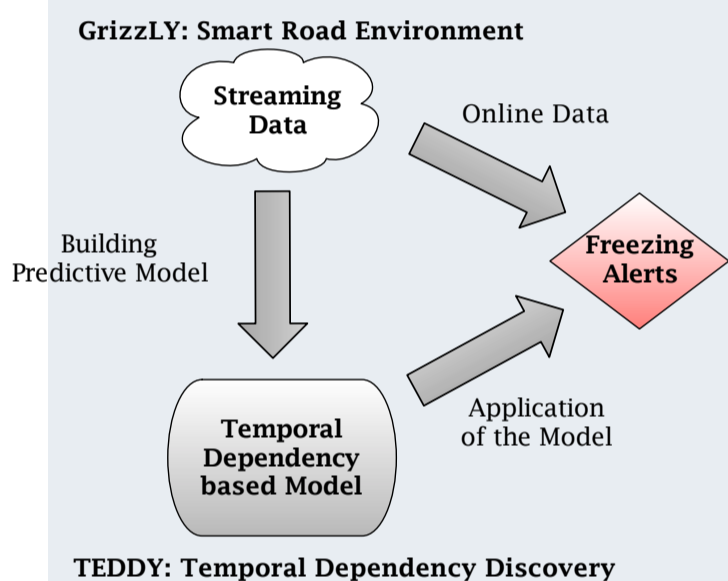 GrizzLY: Smart Road Environment
Streaming
Data
Online Data
Building
Predictive Model
Freezing
Alerts
Application
of the Model
Temporal
Dependency
based Model
TEDDY: Temporal Dependency Discovery